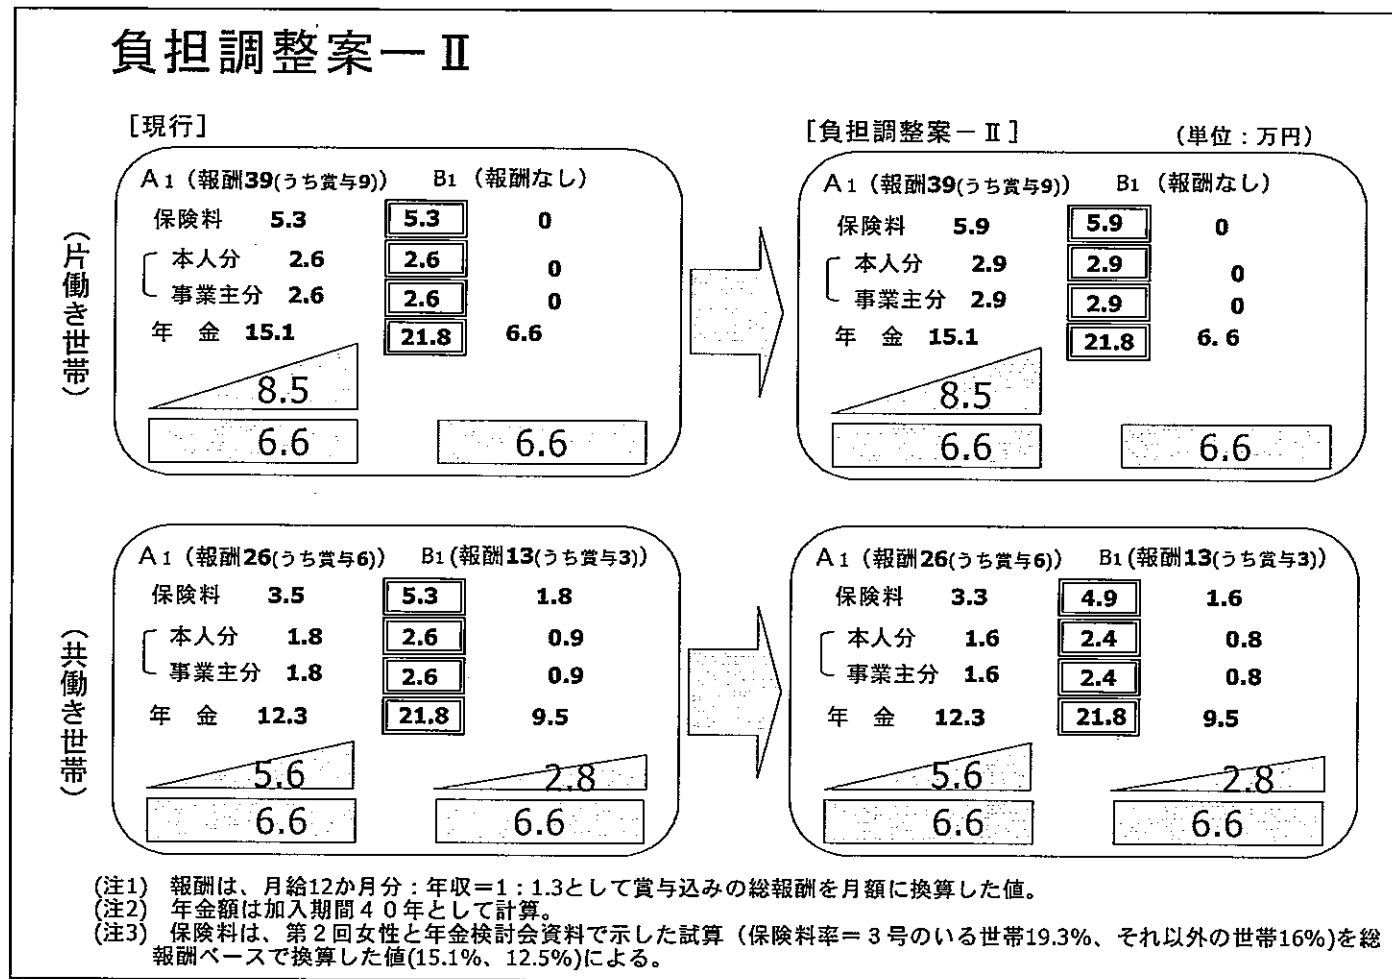 負担調整案ーⅡ
[現行]
A1（報酬39(うち賞与9)） B1（報酬なし）
保険料 5.3 5.3 0
本人分 2.6 2.6 0
事業主分 2.6 2.6 0
年 金 15.1 21.8 6.6
8.5
6.6 6.6
[負担調整案－Ⅱ] （単位：万円）
A1（報酬39(うち賞与9)） B1（報酬なし）
保険料 5.9 5.9 0
本人分 2.9 2.9 0
事業主分 2.9 2.9 0
年 金 15.1 21.8 6.6
8.5
6.6 6.6
（片働き世帯）
A1（報酬26(うち賞与6)） B1(報酬13(うち賞与3))
保険料 3.5 5.3 1.8
本人分 1.8 2.6 0.9
事業主分 1.8 2.6 0.9
年 金 12.3 21.8 9.5
5.6 2.8
6.6 6.6
A1（報酬26(うち賞与6)） B1(報酬13(うち賞与3))
保険料 3.3 4.9 1.6
本人分 1.6 2.4 0.8
事業主分 1.6 2.4 0.8
年 金 12.3 21.8 9.5
5.6 2.8
6.6 6.6
（共働き世帯）
(注1) 報酬は、月給12か月分：年収＝1：1.3として賞与込みの総報酬を月額に換算した値。
(注2) 年金額は加入期間４０年として計算。
(注3) 保険料は、第２回女性と年金検討会資料で示した試算（保険料率＝３号のいる世帯19.3%、それ以外の世帯16%)を総
報酬ベースで換算した値(15.1%、12.5%)による。